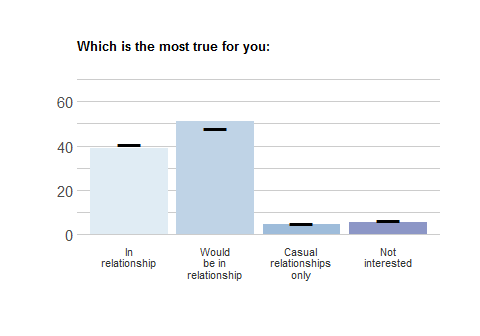 Which is the most true for you:
60
40
20
0
In
relationship
Would
be in
relationship
Casual
relationships
only
Not
interested